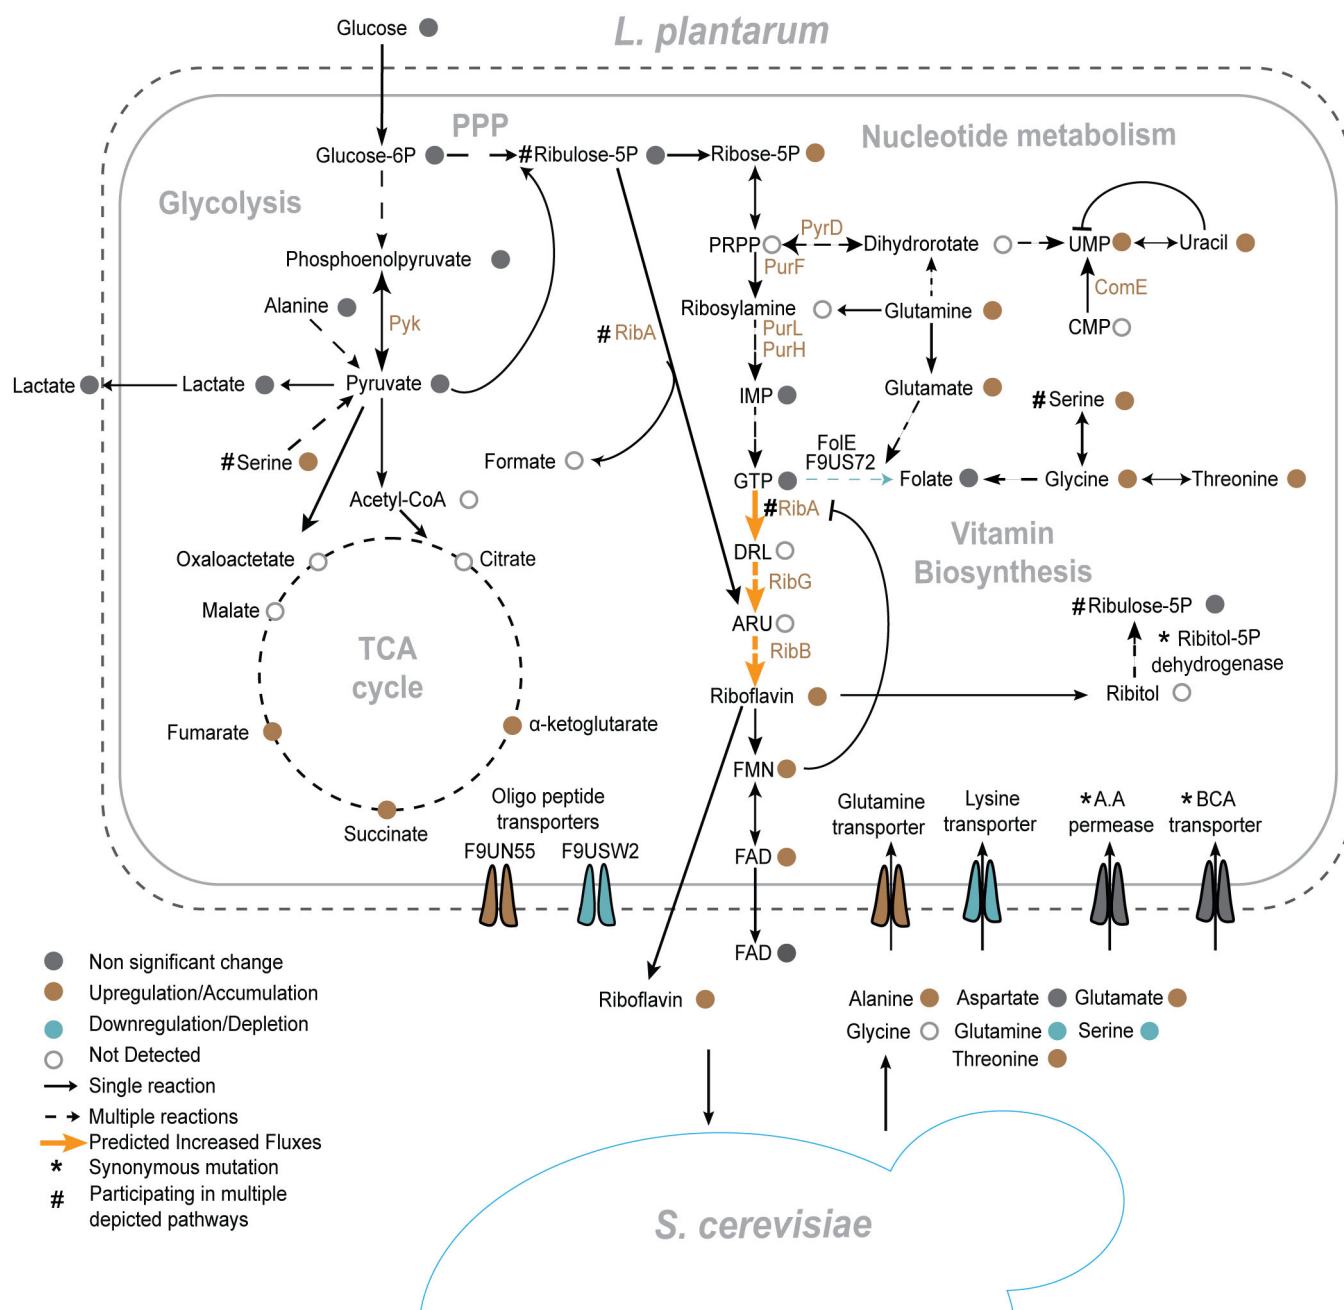 Glucose
L. plantarum
PPP
Nucleotide metabolism
Glucose-6P
#Ribulose-5P
Ribose-5P
Glycolysis
PyrD
PRPP
Dihydrorotate
UMP
Uracil
PurF
Phosphoenolpyruvate
ComE
Alanine
Ribosylamine
Glutamine
Pyk
#RibA
PurL
CMP
PurH
Lactate
Lactate
Pyruvate
IMP
Glutamate
#Serine
FolE
F9US72
#Serine
Formate
GTP
Folate
Glycine
Threonine
Acetyl-CoA
#RibA
Vitamin
Biosynthesis
Oxaloactetate
Citrate
DRL
RibG
Malate
#Ribulose-5P
ARU
TCA
cycle
RibB
* Ribitol-5P
dehydrogenase
Riboflavin
Ribitol
Fumarate
α-ketoglutarate
FMN
Oligo peptide
transporters
Glutamine
transporter
Lysine
transporter
*A.A
permease
*BCA
transporter
Succinate
F9UN55
F9USW2
FAD
FAD
Non significant change
Upregulation/Accumulation
Downregulation/Depletion
Not Detected
Single reaction
Multiple reactions
Predicted Increased Fluxes
* Synonymous mutation
# Participating in multiple
depicted pathways
Riboflavin
Alanine
Aspartate
Glutamate
Glycine
Glutamine
Serine
Threonine
S. cerevisiae